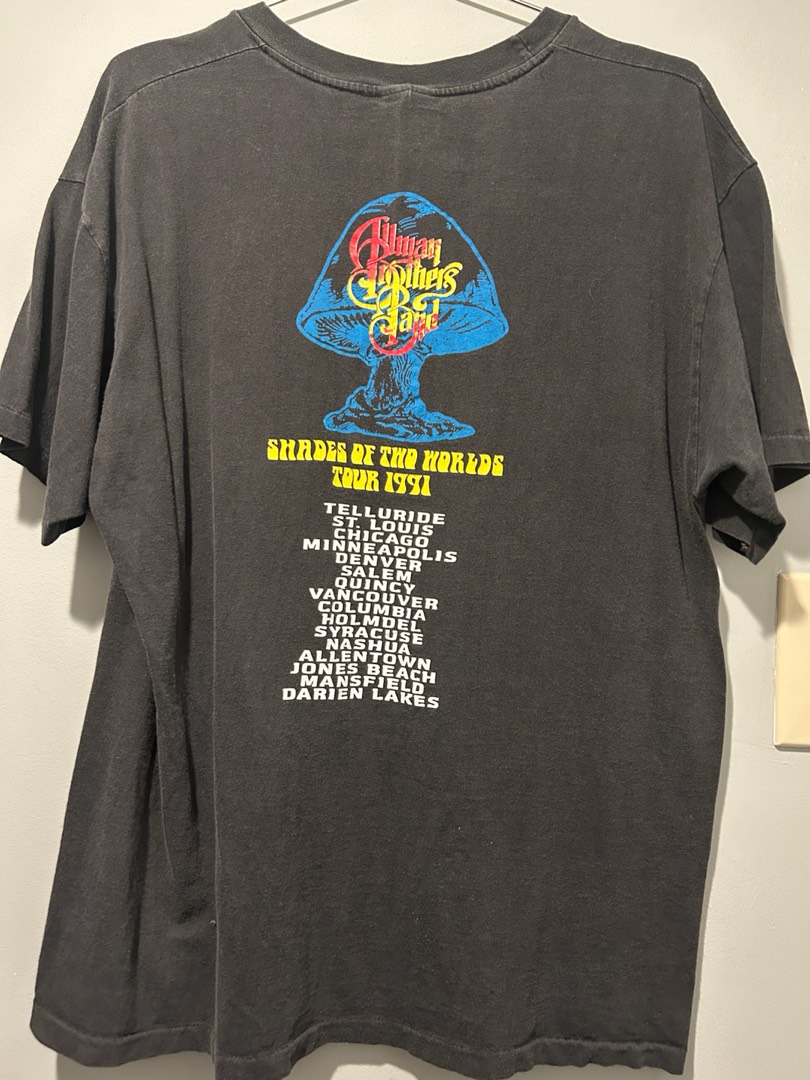 Allman
Brothers
Band
SHADES OF TWO WORLDS
TOUR 1991
TELLURIDE
ST. LOUIS
CHICAGO
MINNEAPOLIS
DENVER
SALEM
QUINCY
VANCOUVER
COLUMBIA
HOLMDEL
SYRACUSE
NASHUA
ALLENTOWN
JONES BEACH
MANSFIELD
DARIEN LAKES